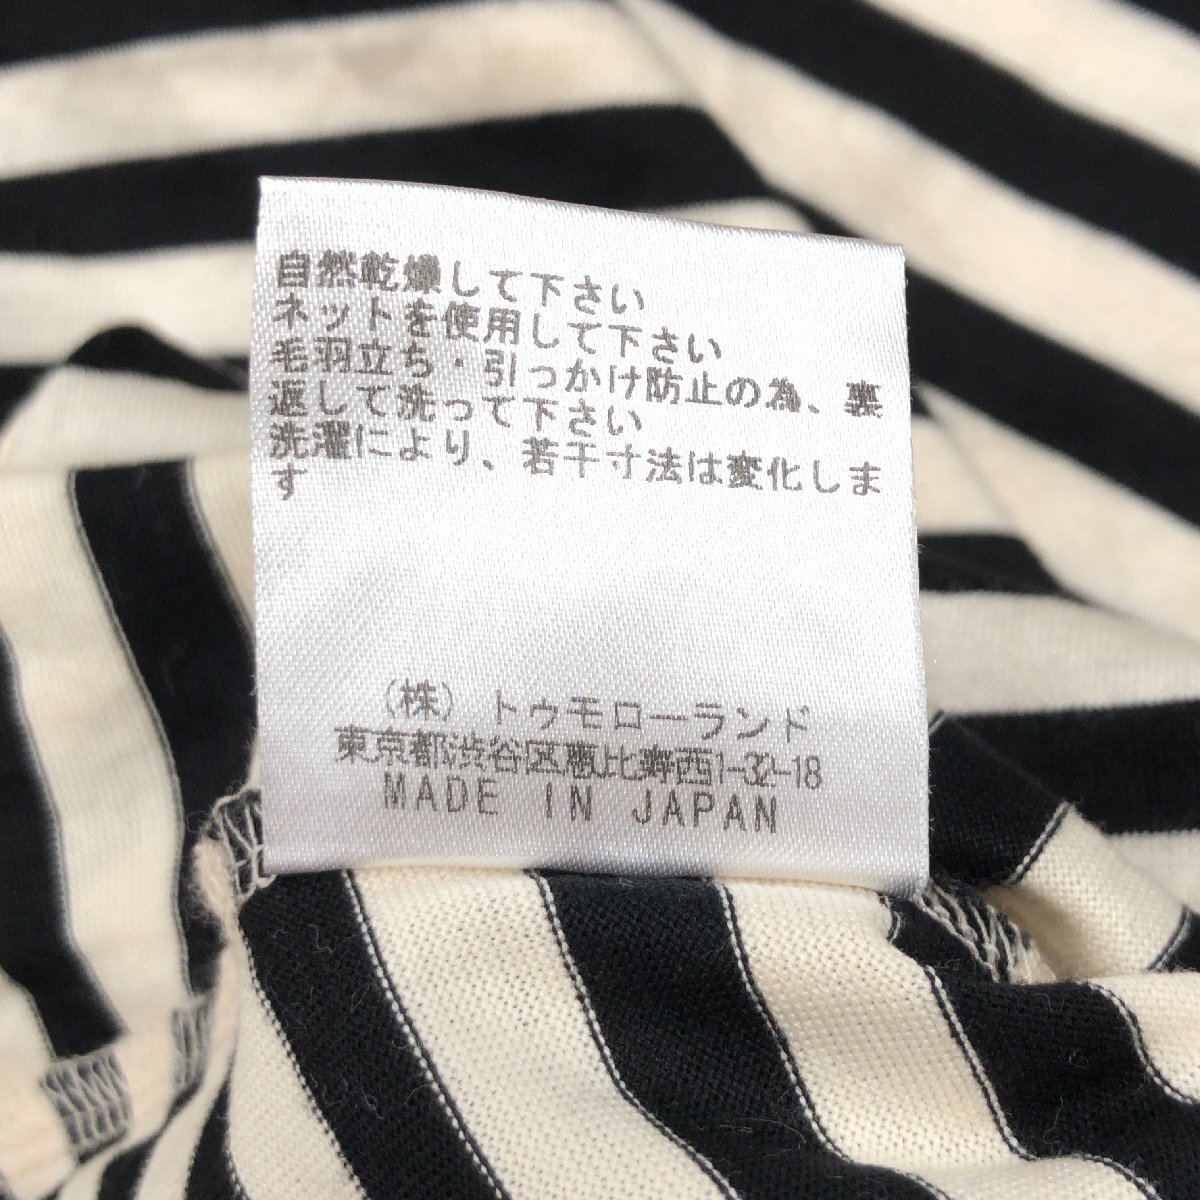 自然乾燥して下さい
ネットを使用して下さい
毛羽立ち・引っかけ防止の為、裏
返して洗って下さい
洗濯により、若干寸法は変化しま
す
(株)トゥモローランド
東京都渋谷区恵比寿西1-32-18
MADE IN JAPAN